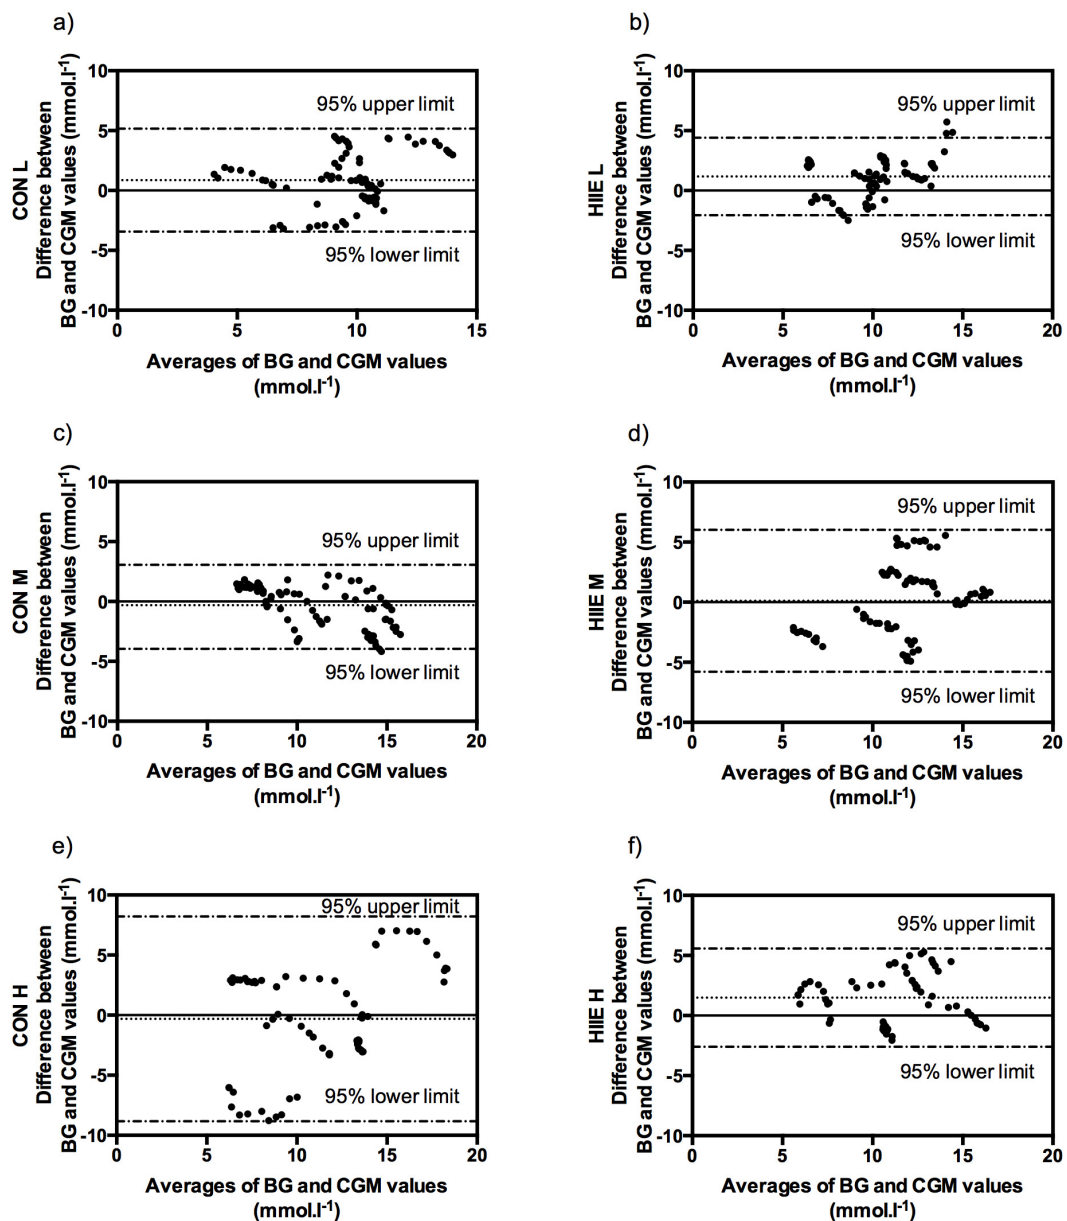 a)
CON L
Difference between
BG and CGM values (mmol.l-1)
10
5
0
-5
-10
95% upper limit
95% lower limit
0 5 10 15
Averages of BG and CGM values
(mmol.l-1)
b)
HIIE L
Difference between
BG and CGM values (mmol.l-1)
10
5
0
-5
-10
95% upper limit
95% lower limit
0 5 10 15 20
Averages of BG and CGM values
(mmol.l-1)
c)
CON M
Difference between
BG and CGM values (mmol.l-1)
10
5
0
-5
-10
95% upper limit
95% lower limit
0 5 10 15 20
Averages of BG and CGM values
(mmol.l-1)
d)
HIIE M
Difference between
BG and CGM values (mmol.l-1)
10
5
0
-5
-10
95% upper limit
95% lower limit
0 5 10 15 20
Averages of BG and CGM values
(mmol.l-1)
e)
CON H
Difference between
BG and CGM values (mmol.l-1)
10
5
0
-5
-10
95% upper limit
95% lower limit
0 5 10 15 20
Averages of BG and CGM values
(mmol.l-1)
f)
HIIE H
Difference between
BG and CGM values (mmol.l-1)
10
5
0
-5
-10
95% upper limit
95% lower limit
0 5 10 15 20
Averages of BG and CGM values
(mmol.l-1)